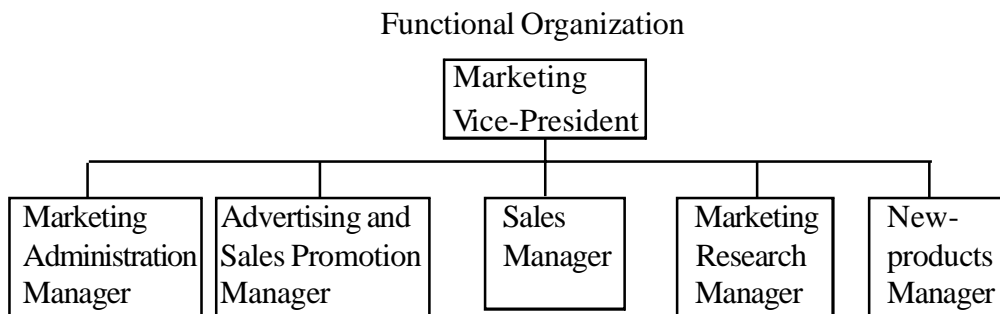 Functional Organization
Marketing
Vice-President
Marketing
Administration
Manager
Advertising and
Sales Promotion
Manager
Sales
Manager
Marketing
Research
Manager
New-
products
Manager